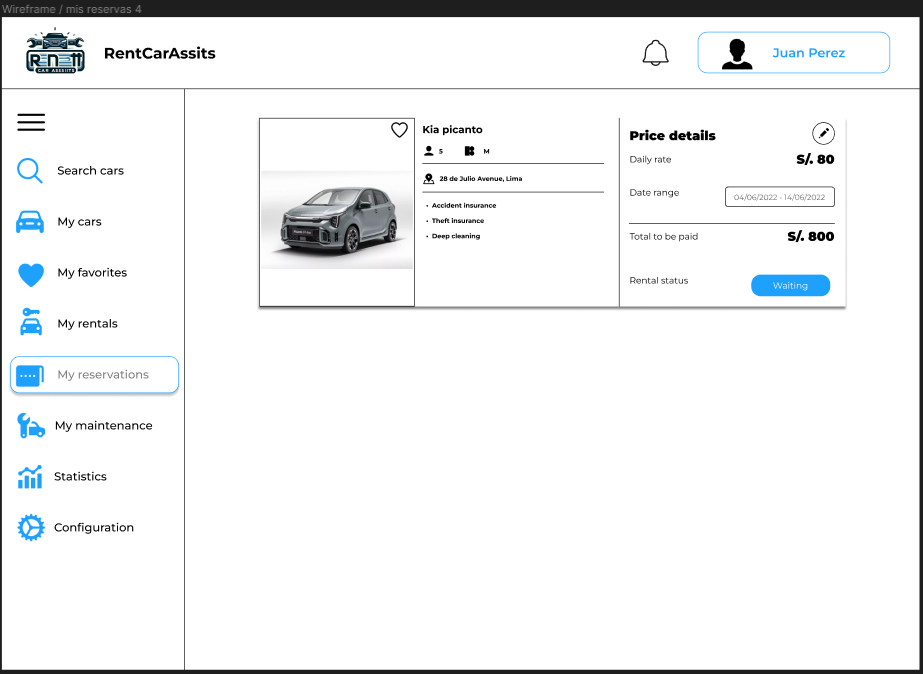 Wireframe / mis reservas 4
RENTT
CAR ASSISTS
RentCarAssits
Juan Perez
Search cars
My cars
My favorites
My rentals
My reservations
My maintenance
Statistics
Configuration
Kia picanto
5 M
28 de Julio Avenue, Lima
• Accident insurance
• Theft insurance
• Deep cleaning
Price details
Daily rate S/. 80
Date range 04/06/2022 - 14/06/2022
Total to be paid S/. 800
Rental status Waiting